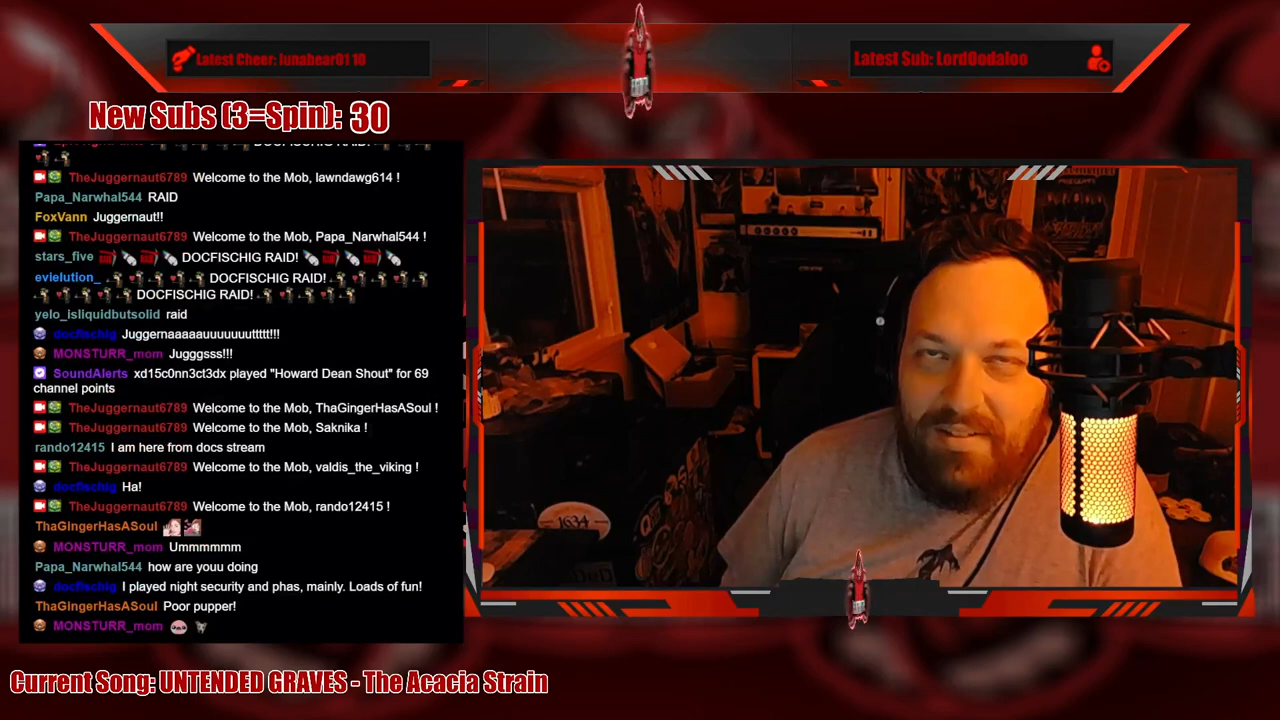 Latest Cheer: lunabear0110
Latest Sub: LordOodaloo
New Subs (3=Spin): 30
DOCFISCHIG RAID!
TheJuggernaut6789 Welcome to the Mob, lawndawg614 !
Papa_Narwhal544 RAID
FoxVann Juggernaut!!
TheJuggernaut6789 Welcome to the Mob, Papa_Narwhal544 !
stars_five DOCFISCHIG RAID!
evielution_ DOCFISCHIG RAID!
DOCFISCHIG RAID!
yelo_isliquidbutsolid raid
docfischig Juggernaaaaauuuuuuuttttt!!!
MONSTURR_mom Jugggsss!!!
SoundAlerts xd15c0nn3ct3dx played "Howard Dean Shout" for 69
channel points
TheJuggernaut6789 Welcome to the Mob, ThaGingerHasASoul !
TheJuggernaut6789 Welcome to the Mob, Saknika !
rando12415 I am here from docs stream
TheJuggernaut6789 Welcome to the Mob, valdis_the_viking !
docfischig Ha!
TheJuggernaut6789 Welcome to the Mob, rando12415 !
ThaGingerHasASoul
MONSTURR_mom Ummmmmm
Papa_Narwhal544 how are youu doing
docfischig I played night security and phas, mainly. Loads of fun!
ThaGingerHasASoul Poor pupper!
MONSTURR_mom
1634
Current Song: UNTENDED GRAVES - The Acacia Strain